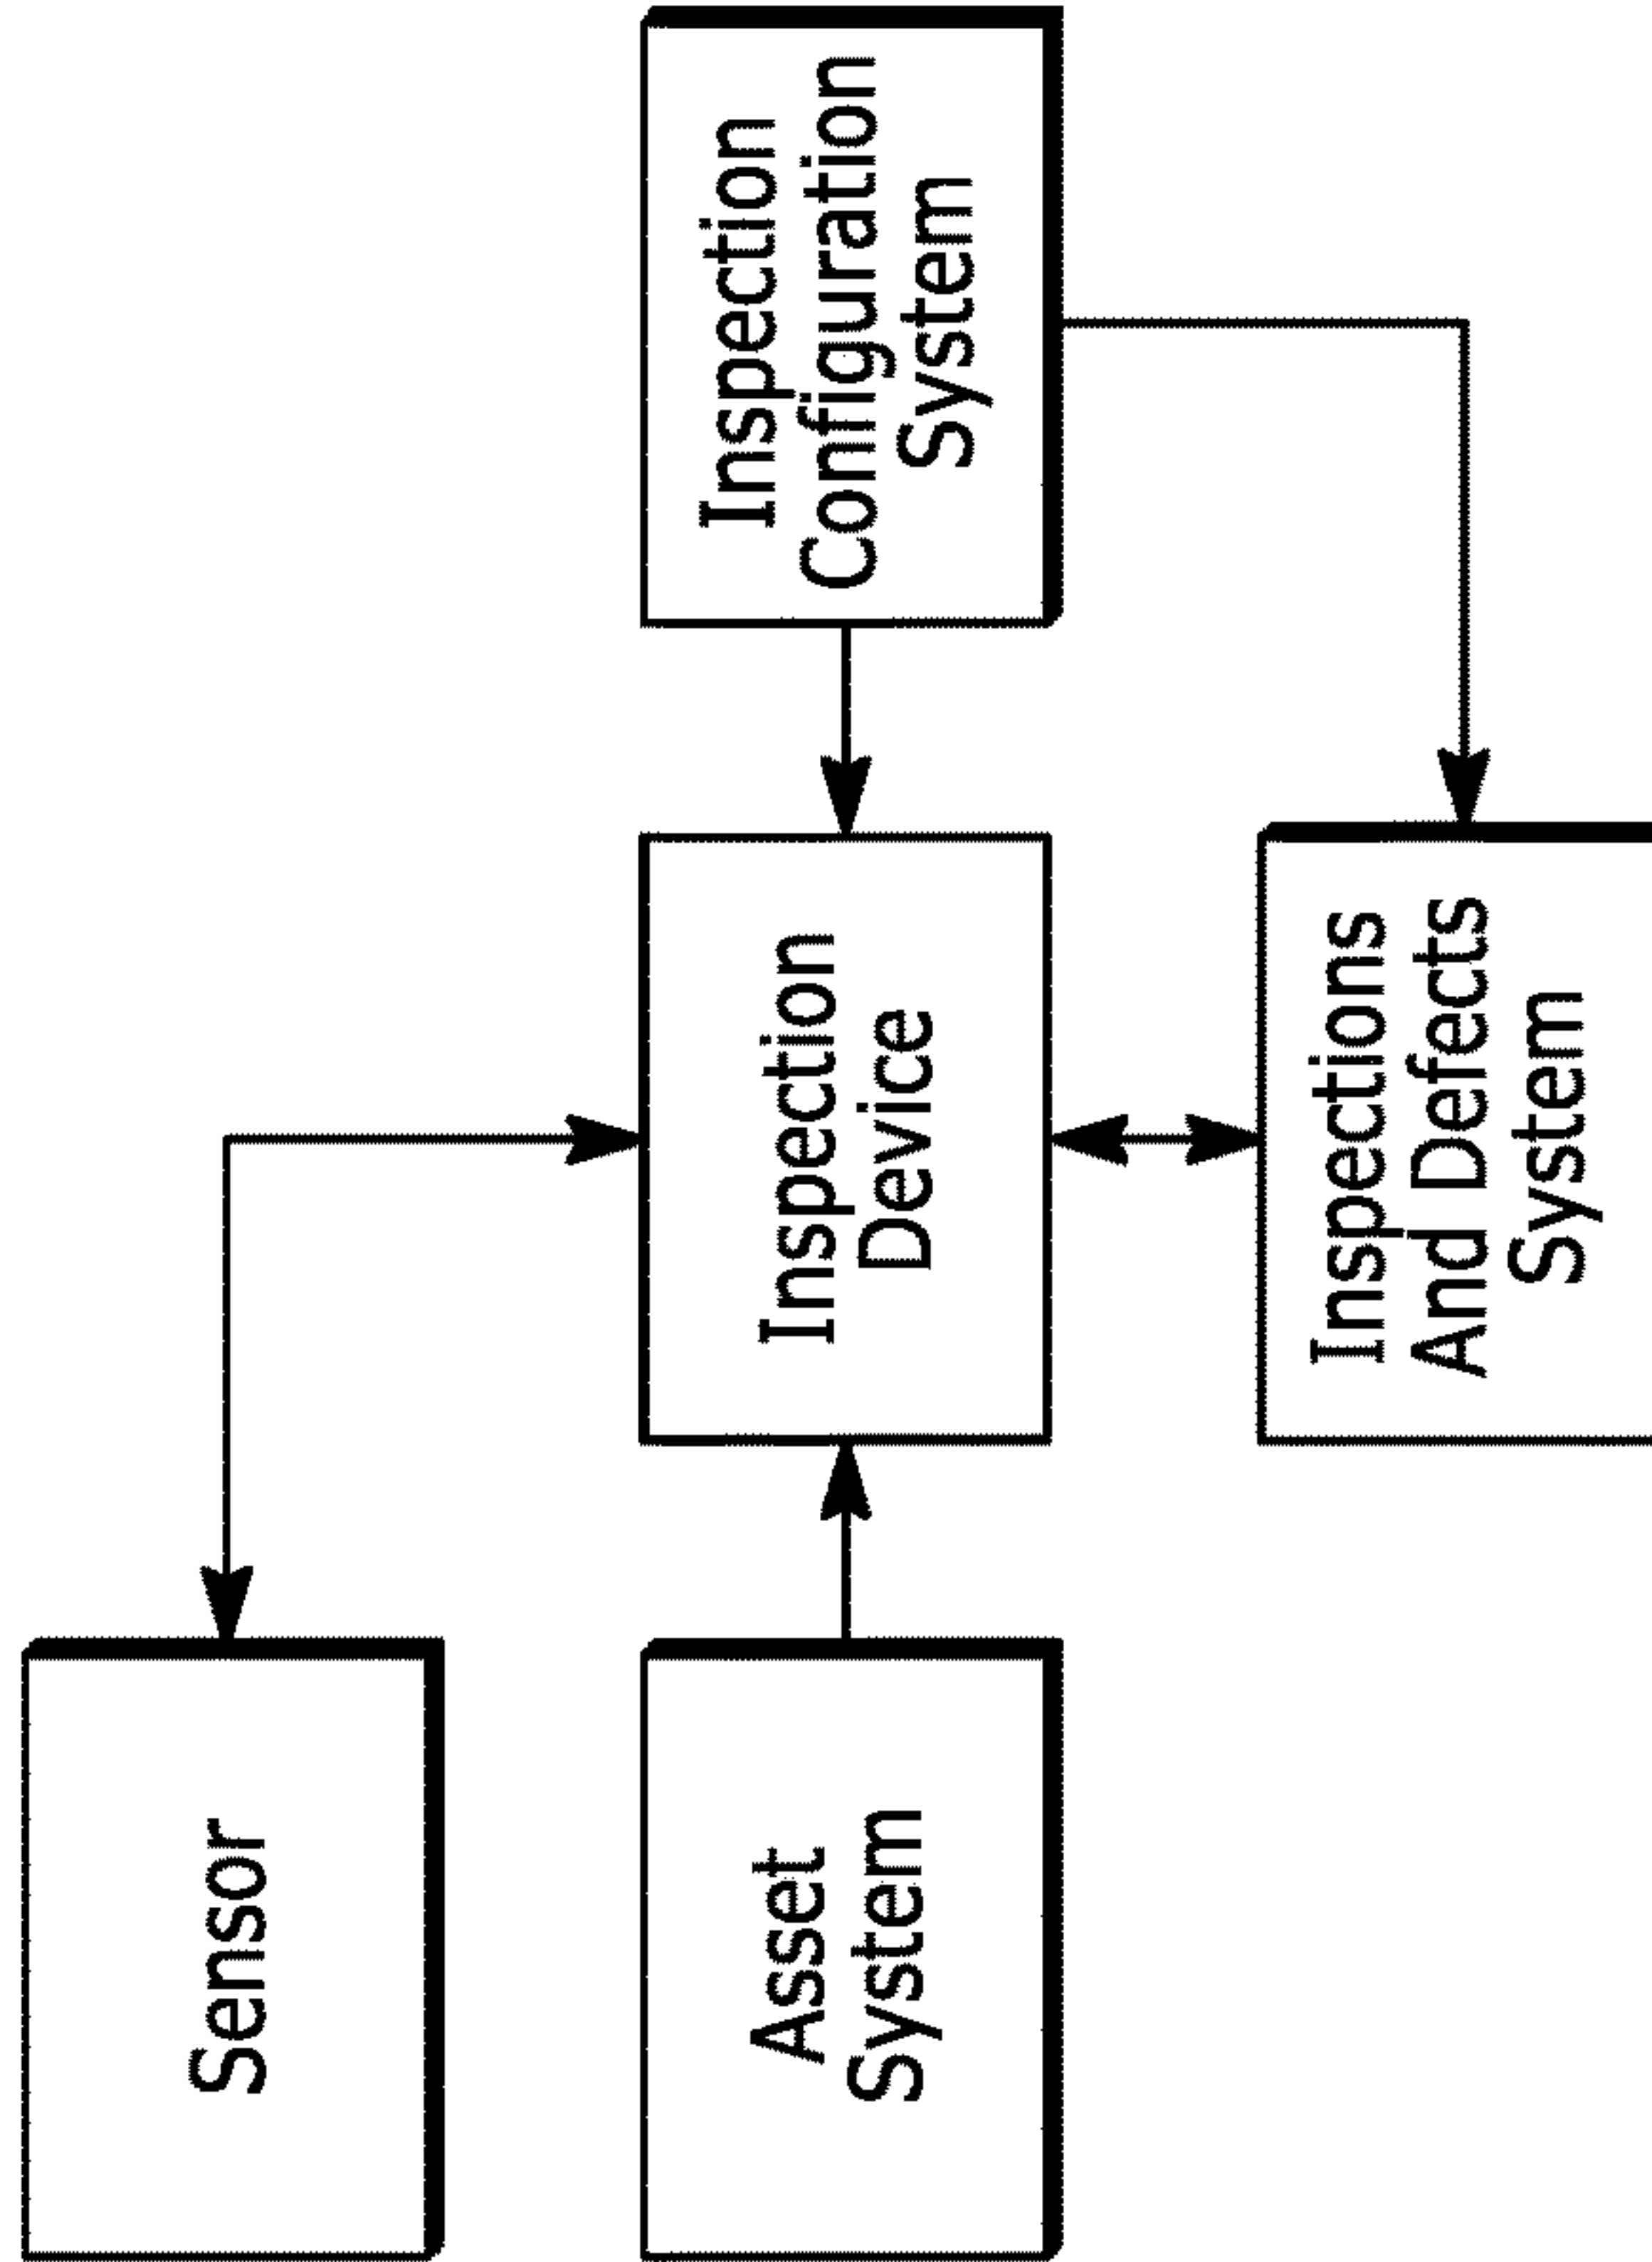 Sensor
Asset
System
Inspection
Device
Inspection
Configuration
System
Inspections
And Defects
System